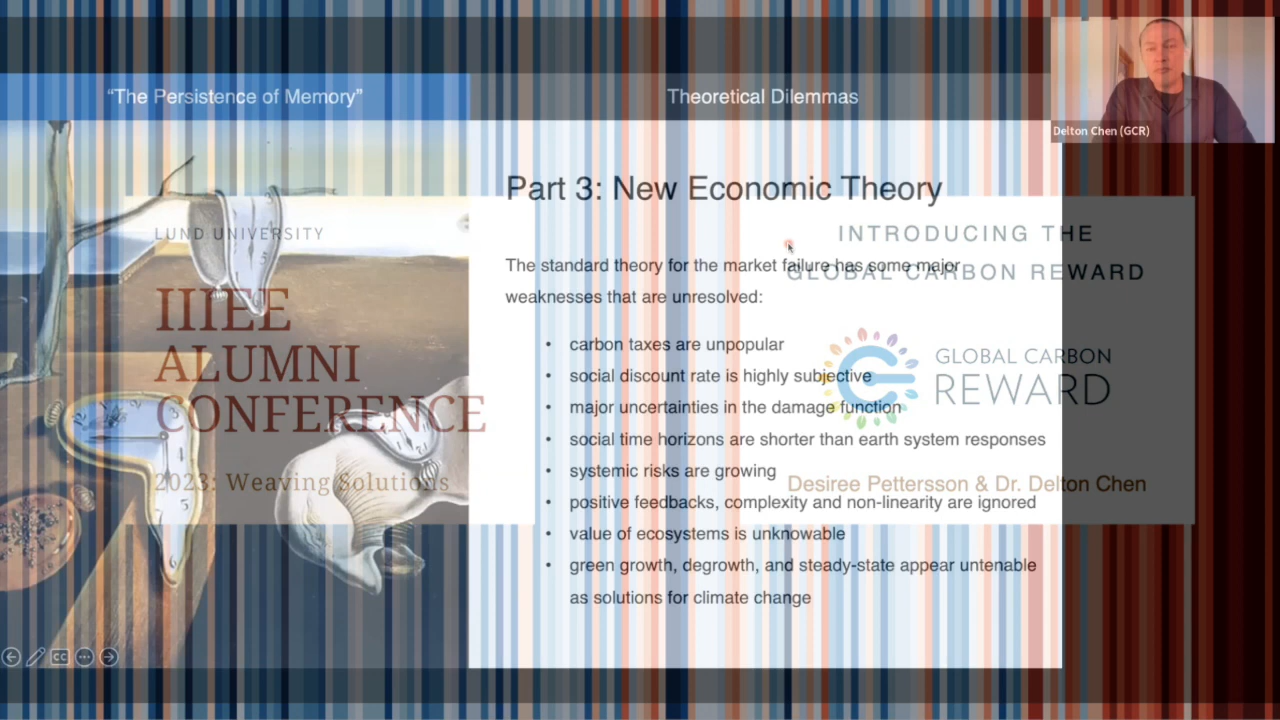 “The Persistence of Memory”
Theoretical Dilemmas
Delton Chen (GCR)
Part 3: New Economic Theory
The standard theory for the market failure has some major
weaknesses that are unresolved:
• carbon taxes are unpopular
• social discount rate is highly subjective
• major uncertainties in the damage function
• social time horizons are shorter than earth system responses
• systemic risks are growing
• positive feedbacks, complexity and non-linearity are ignored
• value of ecosystems is unknowable
• green growth, degrowth, and steady-state appear untenable
as solutions for climate change
LUND UNIVERSITY
IIIEE
ALUMNI
CONFERENCE
2023: Weaving Solutions
INTRODUCING THE
GLOBAL CARBON REWARD
GLOBAL CARBON
REWARD
Desiree Pettersson & Dr. Delton Chen
CC